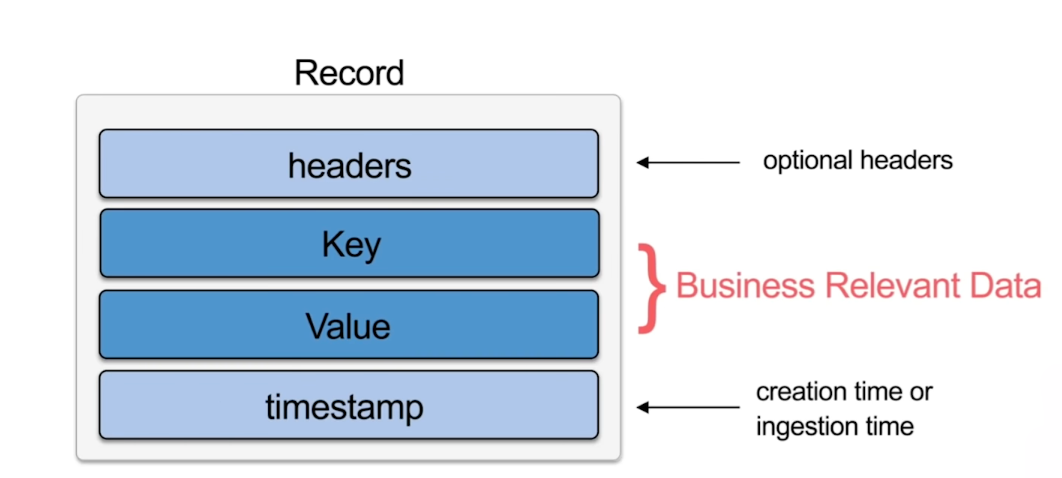 Record
headers
optional headers
Key
Business Relevant Data
Value
timestamp
creation time or
ingestion time